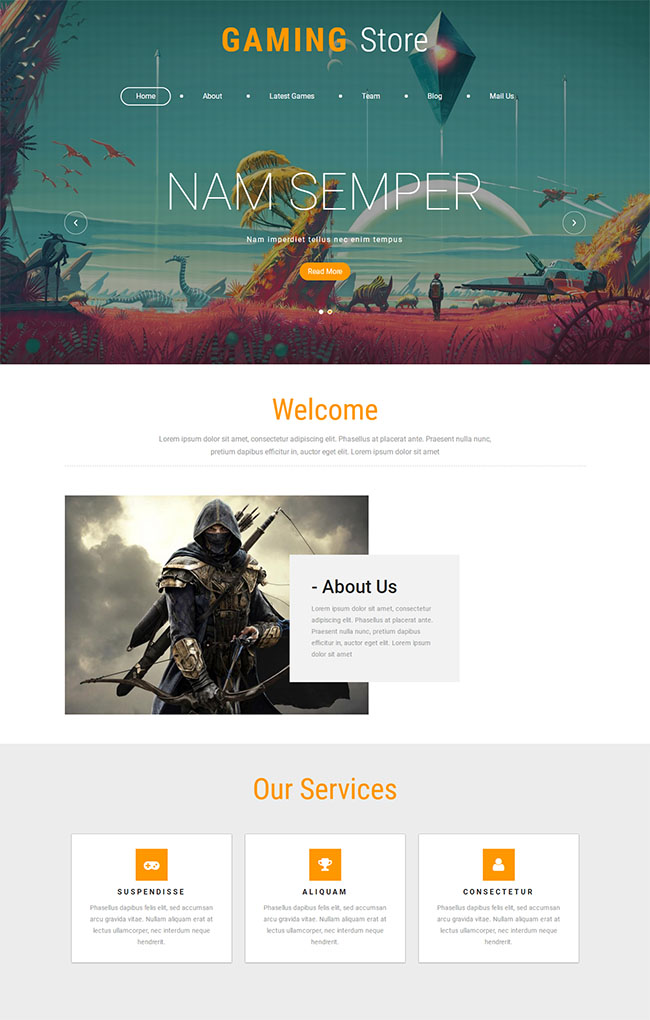 GAMING Store
Home About Latest Games Team Blog Mail Us
NAM SEMPER
Nam imperdiet tellus nec enim tempus
Read More
Welcome
Lorem ipsum dolor sit amet, consectetur adipiscing elit. Phasellus at placerat ante. Praesent nulla nunc,
pretium dapibus efficitur in, auctor eget elit. Lorem ipsum dolor sit amet
- About Us
Lorem ipsum dolor sit amet, consectetur
adipiscing elit. Phasellus at placerat ante.
Praesent nulla nunc, pretium dapibus
efficitur in, auctor eget elit. Lorem ipsum
dolor sit amet
Our Services
SUSPENDISSE
Phasellus dapibus felis elit, sed accumsan
arcu gravida vitae. Nullam aliquam erat at
lectus ullamcorper, nec interdum neque
hendrerit.
ALIQUAM
Phasellus dapibus felis elit, sed accumsan
arcu gravida vitae. Nullam aliquam erat at
lectus ullamcorper, nec interdum neque
hendrerit.
CONSECTETUR
Phasellus dapibus felis elit, sed accumsan
arcu gravida vitae. Nullam aliquam erat at
lectus ullamcorper, nec interdum neque
hendrerit.